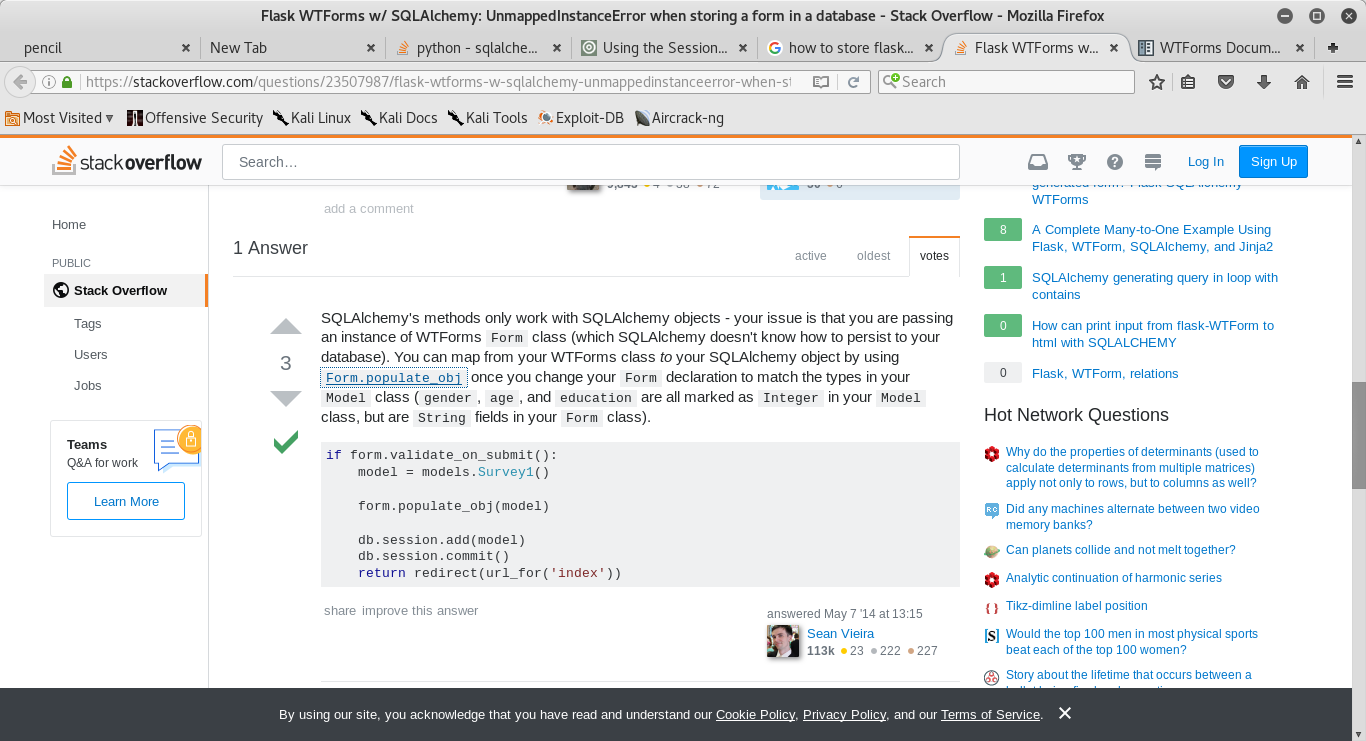 Flask WTForms w/ SQLAlchemy: UnmappedInstanceError when storing a form in a database - Stack Overflow - Mozilla Firefox
pencil
New Tab
python - sqlalche...
Using the Session...
how to store flask...
Flask WTForms w...
WTForms Docum...
https://stackoverflow.com/questions/23507987/flask-wtforms-w-sqlalchemy-unmappedinstanceerror-when-st
Search
Most Visited
Offensive Security
Kali Linux
Kali Docs
Kali Tools
Exploit-DB
Aircrack-ng
stackoverflow
Search…
Log In
Sign Up
Home
PUBLIC
Stack Overflow
Tags
Users
Jobs
Teams
Q&A for work
Learn More
add a comment
1 Answer
active
oldest
votes
3
SQLAlchemy's methods only work with SQLAlchemy objects - your issue is that you are passing
an instance of WTForms Form class (which SQLAlchemy doesn't know how to persist to your
database). You can map from your WTForms class to your SQLAlchemy object by using
Form.populate_obj once you change your Form declaration to match the types in your
Model class ( gender , age , and education are all marked as Integer in your Model
class, but are String fields in your Form class).
if form.validate_on_submit():
    model = models.Survey1()
    form.populate_obj(model)
    db.session.add(model)
    db.session.commit()
    return redirect(url_for('index'))
share improve this answer
answered May 7 '14 at 13:15
Sean Vieira
113k 23 222 227
WTForms
8 A Complete Many-to-One Example Using
Flask, WTForm, SQLAlchemy, and Jinja2
1 SQLAlchemy generating query in loop with
contains
0 How can print input from flask-WTForm to
html with SQLALCHEMY
0 Flask, WTForm, relations
Hot Network Questions
Why do the properties of determinants (used to
calculate determinants from multiple matrices)
apply not only to rows, but to columns as well?
Did any machines alternate between two video
memory banks?
Can planets collide and not melt together?
Analytic continuation of harmonic series
Tikz-dimline label position
Would the top 100 men in most physical sports
beat each of the top 100 women?
Story about the lifetime that occurs between a
By using our site, you acknowledge that you have read and understand our Cookie Policy, Privacy Policy, and our Terms of Service.